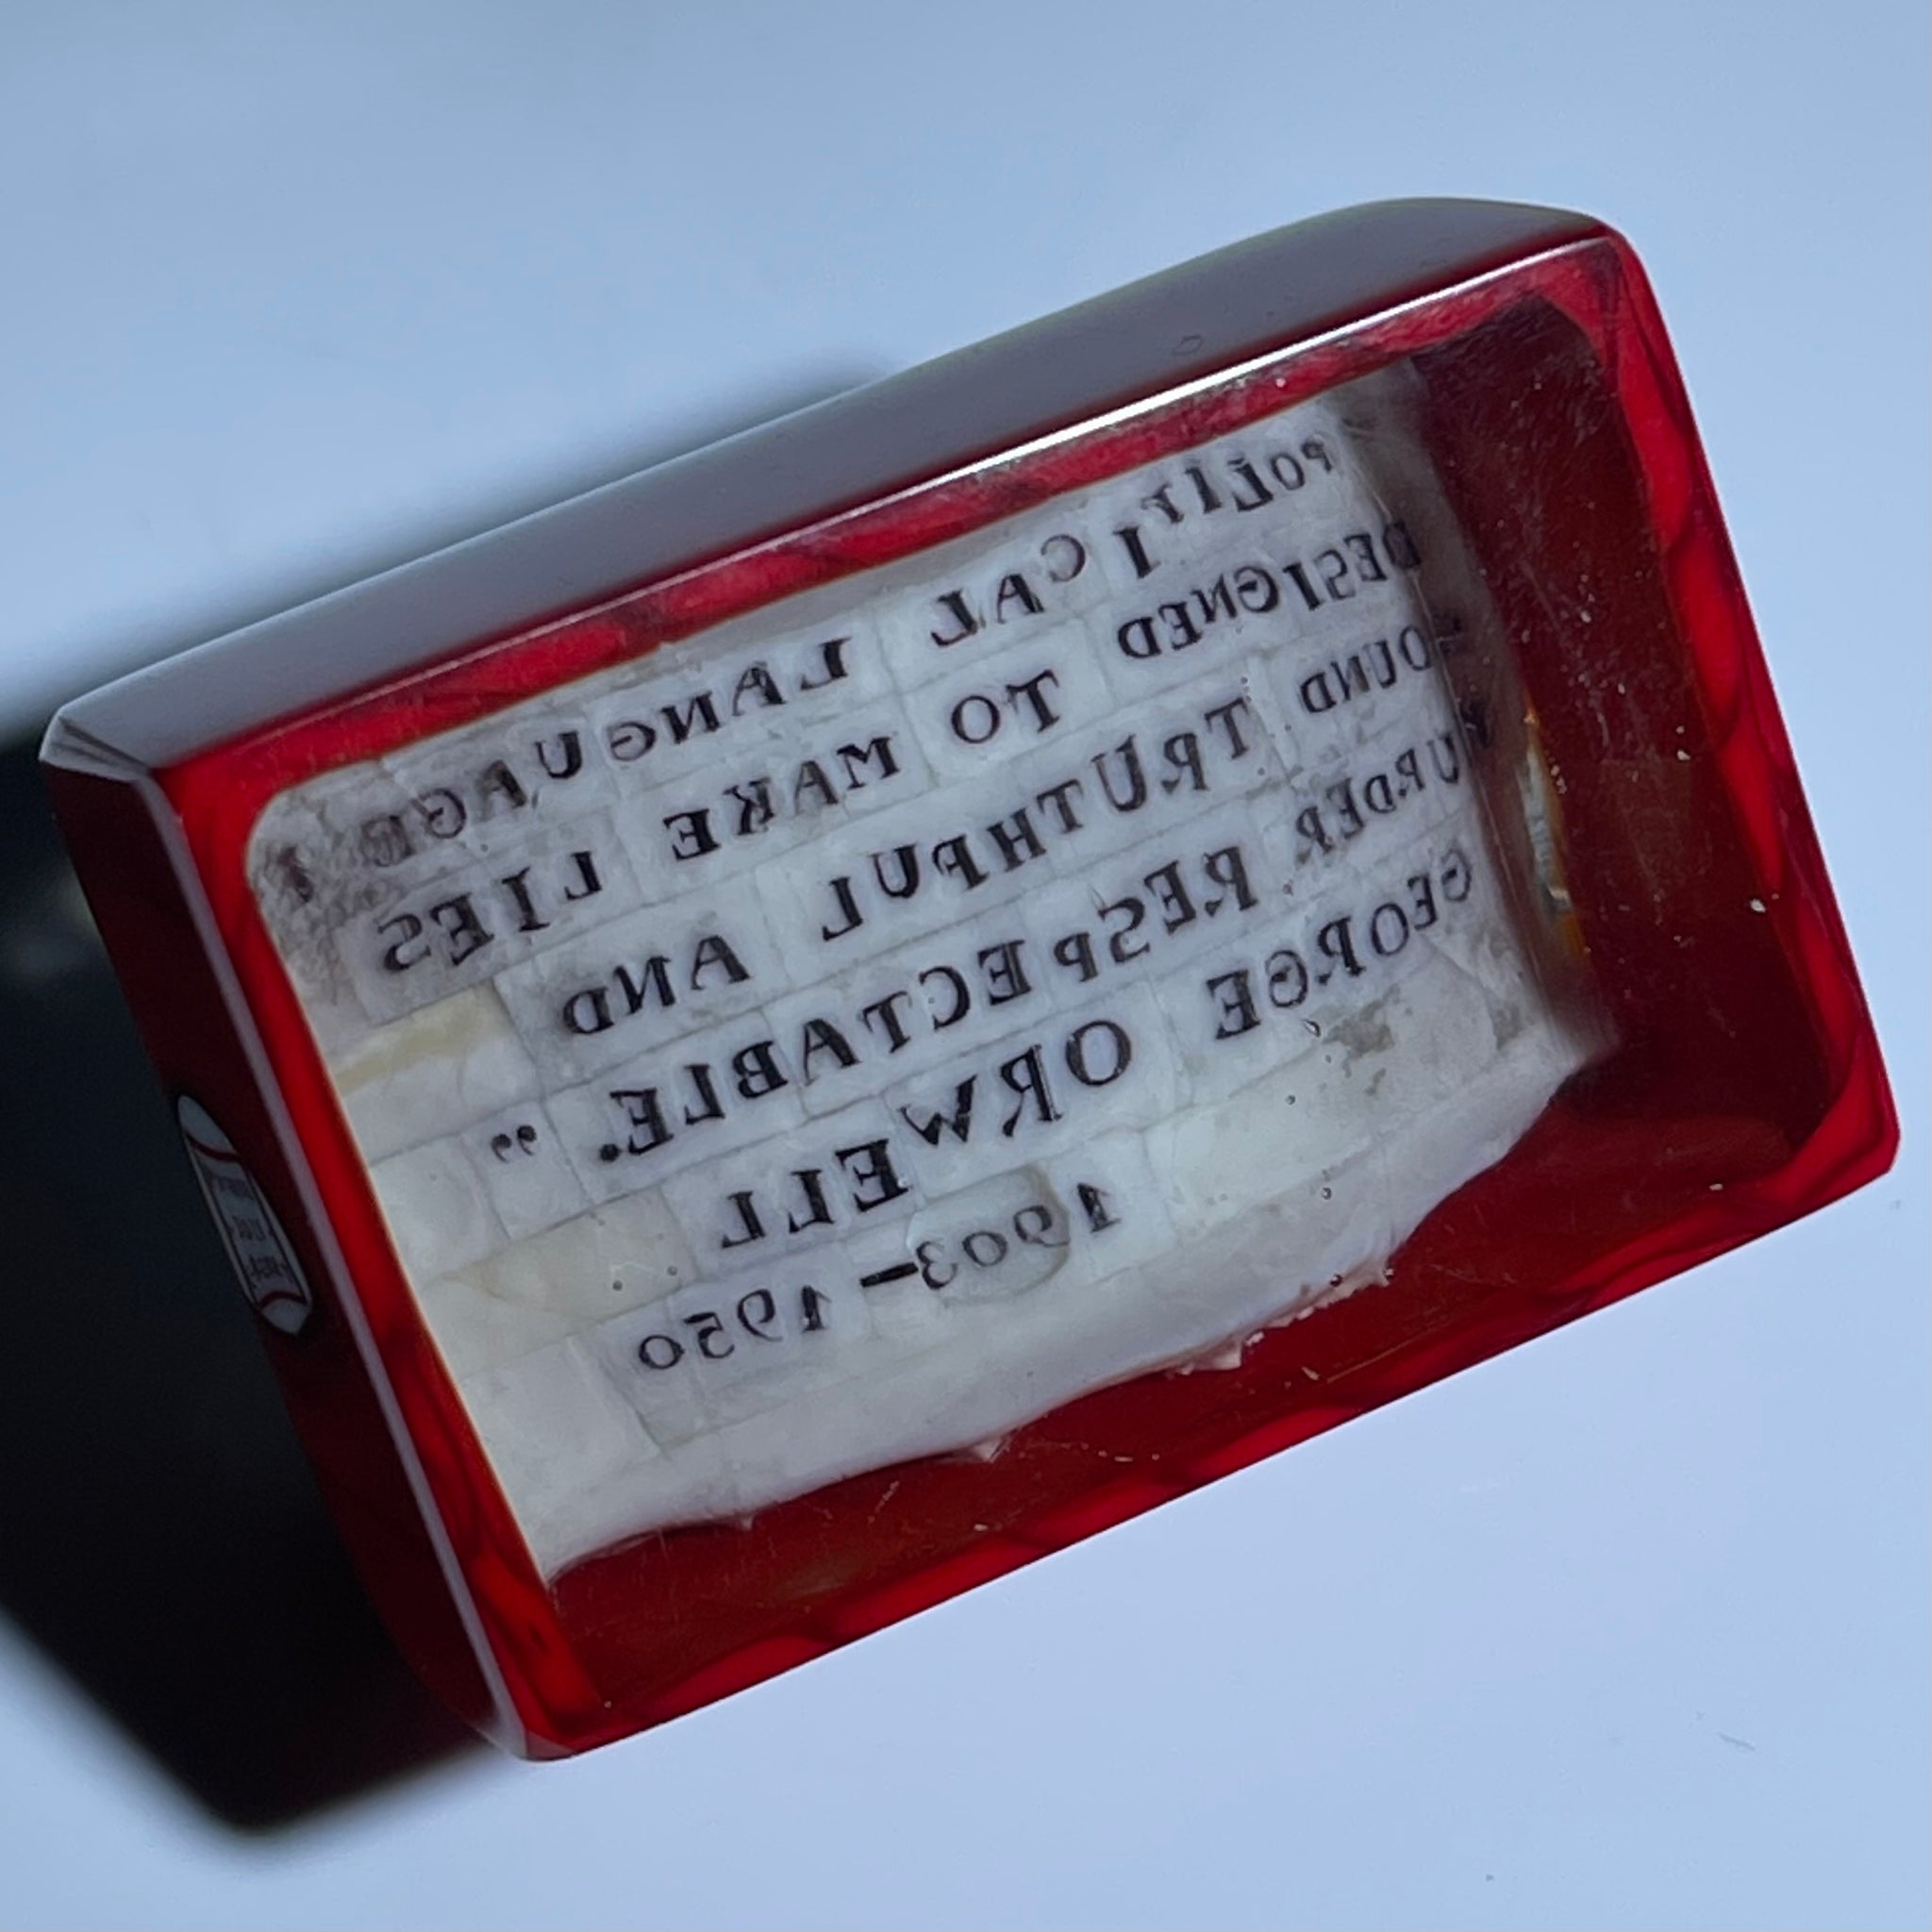 POLITICAL LANGUAGE
DESIGNED TO MAKE LIES
SOUND TRUTHFUL AND
MURDER RESPECTABLE.”
GEORGE ORWELL
1903–1950